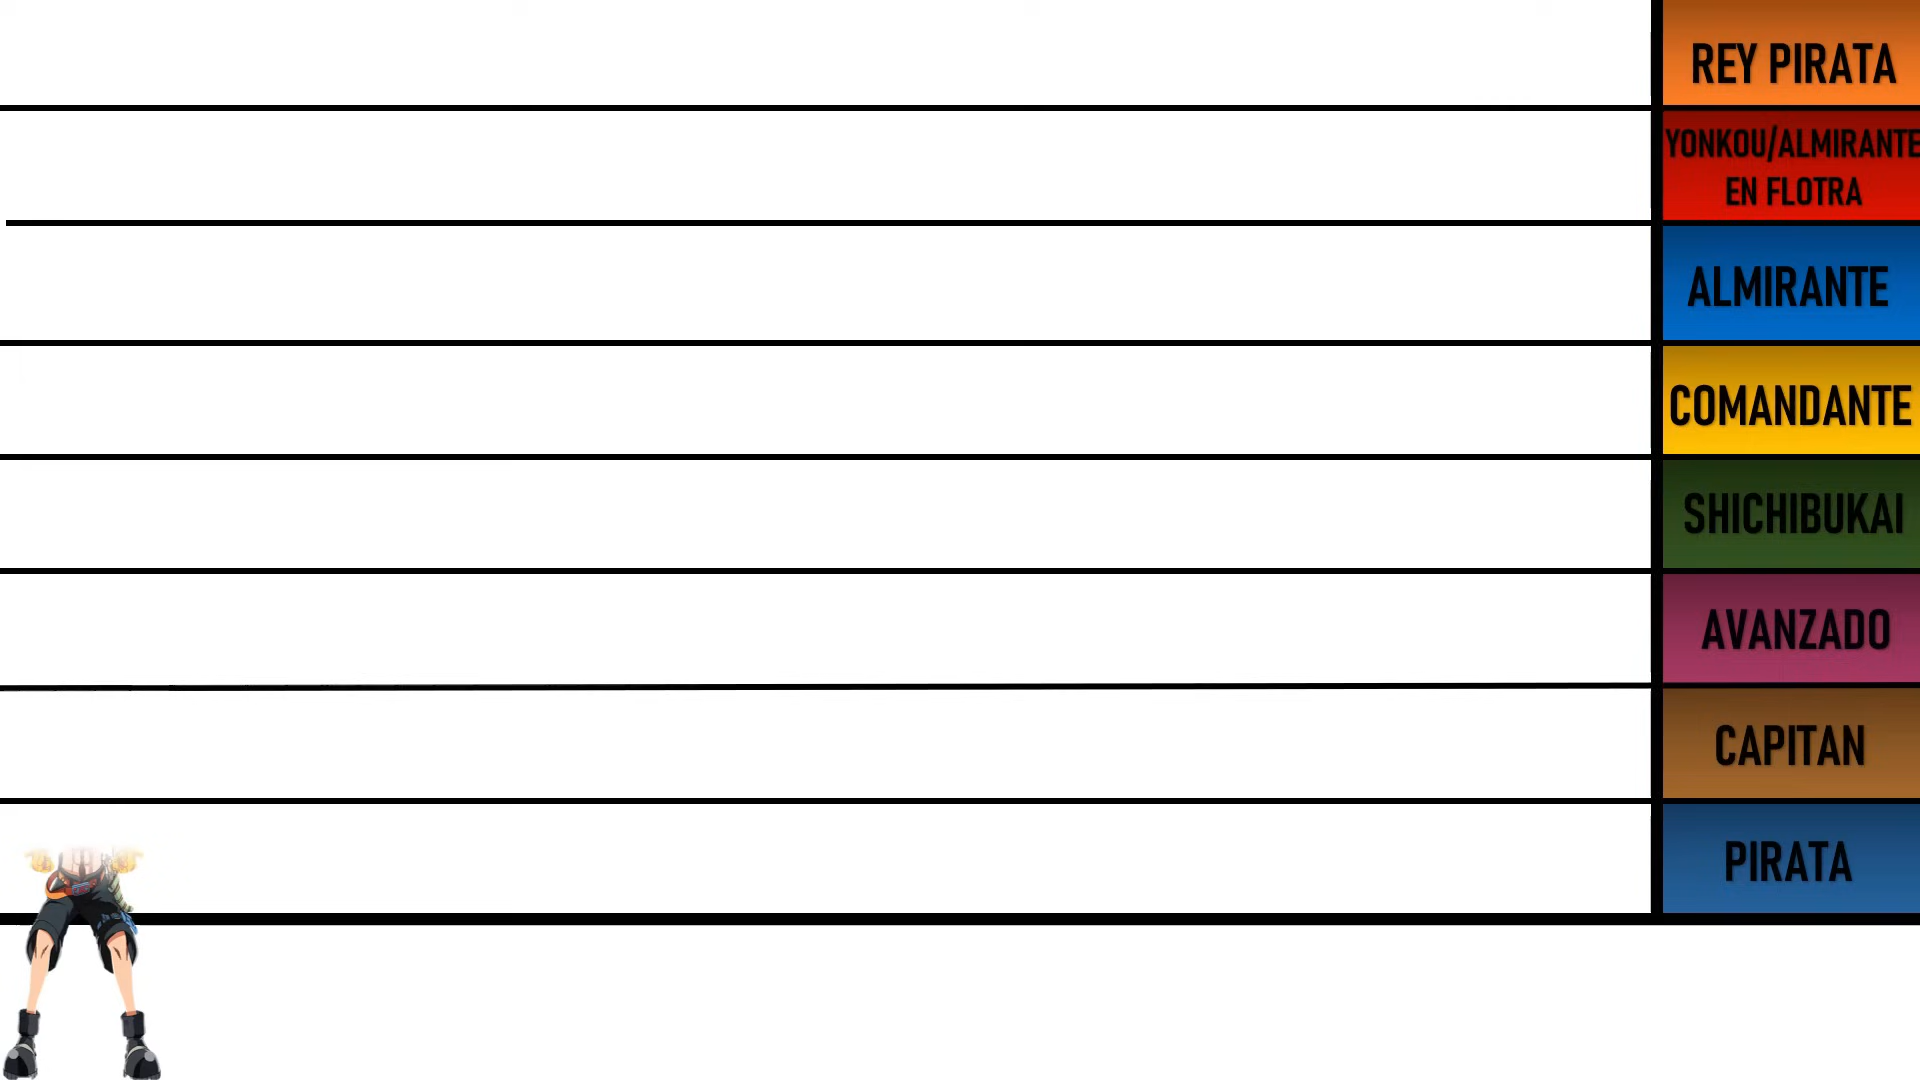 REY PIRATA
YONKOU/ALMIRANTE
EN FLOTRA
ALMIRANTE
COMANDANTE
SHICHIBUKAI
AVANZADO
CAPITAN
PIRATA